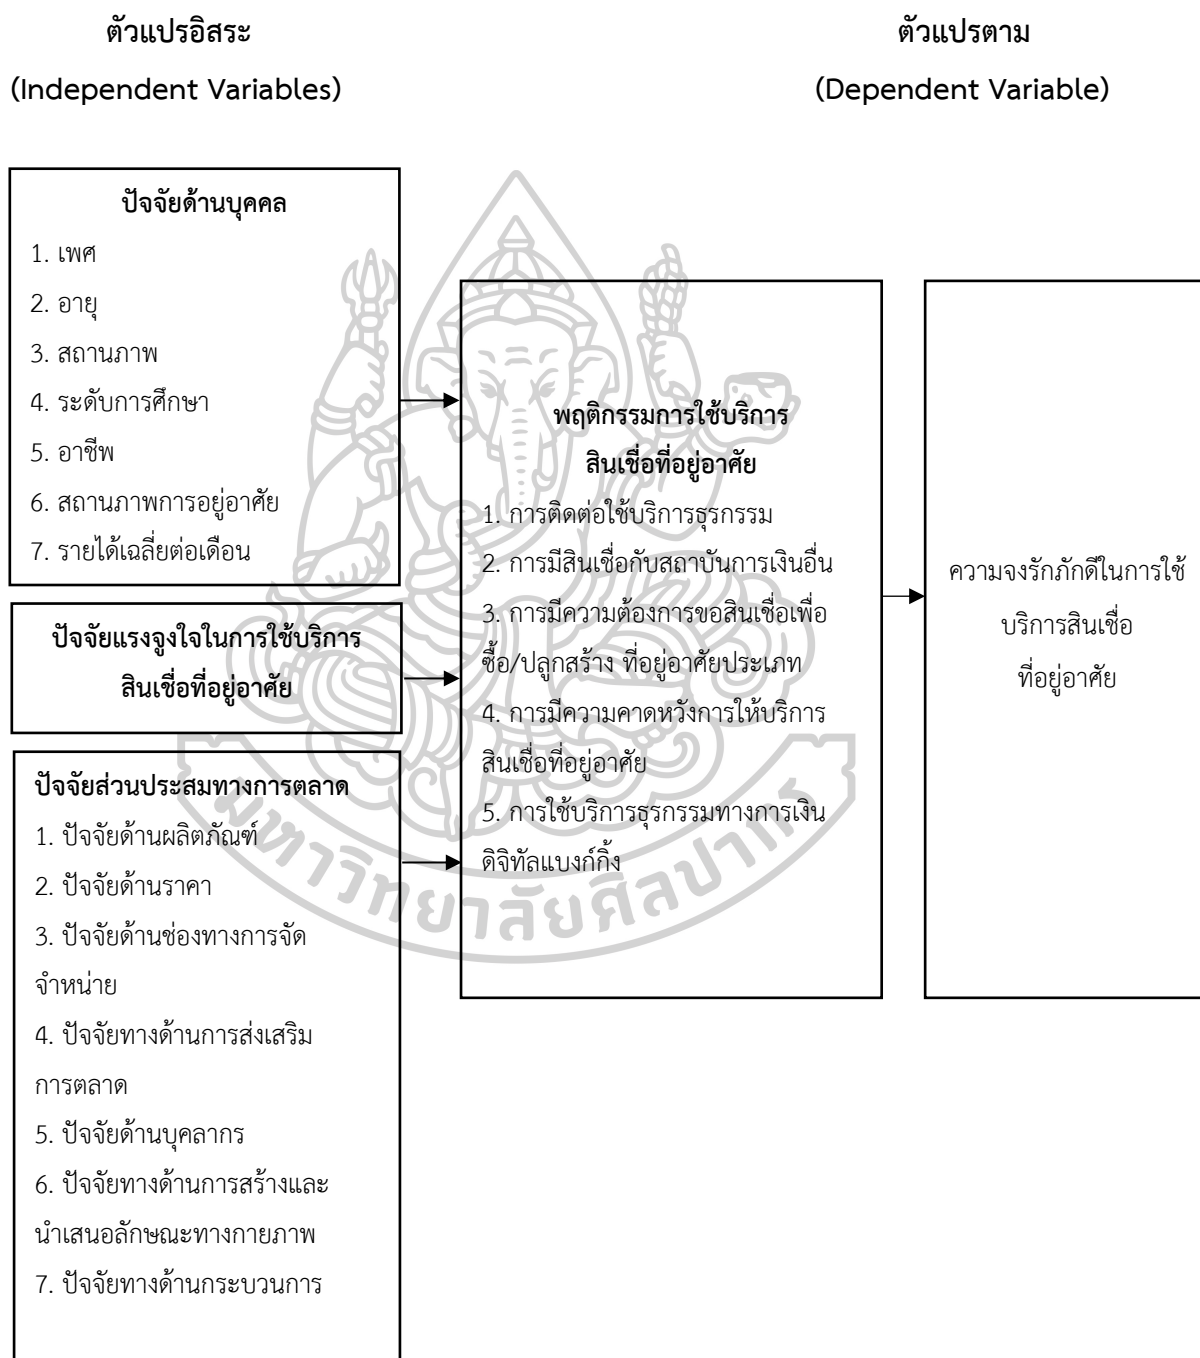 ตัวแปรอิสระ
(Independent Variables)
ตัวแปรตาม
(Dependent Variable)
ปัจจัยด้านบุคคล
1. เพศ
2. อายุ
3. สถานภาพ
4. ระดับการศึกษา
5. อาชีพ
6. สถานภาพการอยู่อาศัย
7. รายได้เฉลี่ยต่อเดือน
ปัจจัยแรงจูงใจในการใช้บริการ
สินเชื่อที่อยู่อาศัย
ปัจจัยส่วนประสมทางการตลาด
1. ปัจจัยด้านผลิตภัณฑ์
2. ปัจจัยด้านราคา
3. ปัจจัยด้านช่องทางการจัด
จำหน่าย
4. ปัจจัยทางด้านการส่งเสริม
การตลาด
5. ปัจจัยด้านบุคลากร
6. ปัจจัยทางด้านการสร้างและ
นำเสนอลักษณะทางกายภาพ
7. ปัจจัยทางด้านกระบวนการ
พฤติกรรมการใช้บริการ
สินเชื่อที่อยู่อาศัย
1. การติดต่อใช้บริการธุรกรรม
2. การมีสินเชื่อกับสถาบันการเงินอื่น
3. การมีความต้องการขอสินเชื่อเพื่อ
ซื้อ/ปลูกสร้าง ที่อยู่อาศัยประเภท
4. การมีความคาดหวังการให้บริการ
สินเชื่อที่อยู่อาศัย
5. การใช้บริการธุรกรรมทางการเงิน
ดิจิทัลแบงก์กิ้ง
ความจงรักภักดีในการใช้
บริการสินเชื่อ
ที่อยู่อาศัย
มหาวิทยาลัยศิลปากร